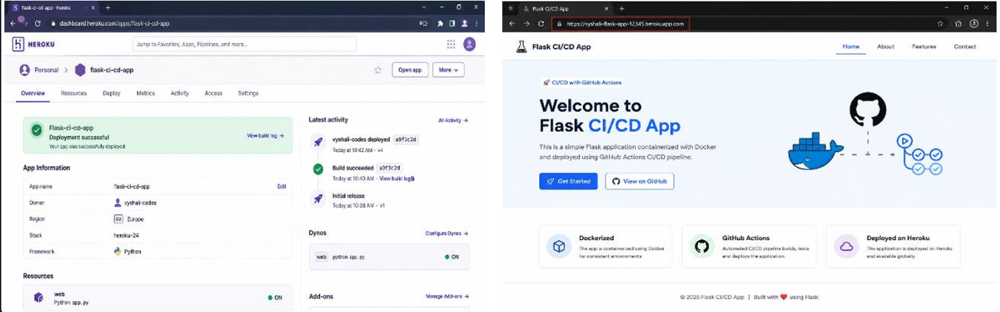 flask-ci-cd-app - Heroku
dashboard.heroku.com/apps/flask-ci-cd-app
HEROKU
Jump to Favorites, Apps, Pipelines, and more...
Personal > flask-ci-cd-app
Open app
More
Overview
Resources
Deploy
Metrics
Activity
Access
Settings
Flask-ci-cd-app
Deployment successful
Your app was successfully deployed.
View build log →
App Information
App name flask-ci-cd-app Edit
Owner vyshali-codes
Region EU Europe
Stack heroku-24
Framework Python
Resources
web
Python app.py
ON
Latest activity
All Activity →
vyshali-codes deployed a9f3c2d
Today at 10:42 AM · v4
Build succeeded a9f3c2d
Today at 10:40 AM · View build log
Initial release
Today at 10:38 AM · v1
Dynos
Configure Dynes →
web python app.py ON
Add-ons
Manage Add-ons →
Flask CI/CD App
https://vyshali-flask-app-12345.herokuapp.com
Flask CI/CD App
Home
About
Features
Contact
CI/CD with GitHub Actions
Welcome to
Flask CI/CD App
This is a simple Flask application containerized with Docker
and deployed using GitHub Actions CI/CD pipeline.
Get Started
View on GitHub
Dockerized
The app is containerized using Docker
for consistent environments.
GitHub Actions
Automated CI/CD pipeline builds, tests
and deploys the application.
Deployed on Heroku
The application is deployed on Heroku
and available globally.
© 2025 Flask CI/CD App | Built with ❤️ using Flask